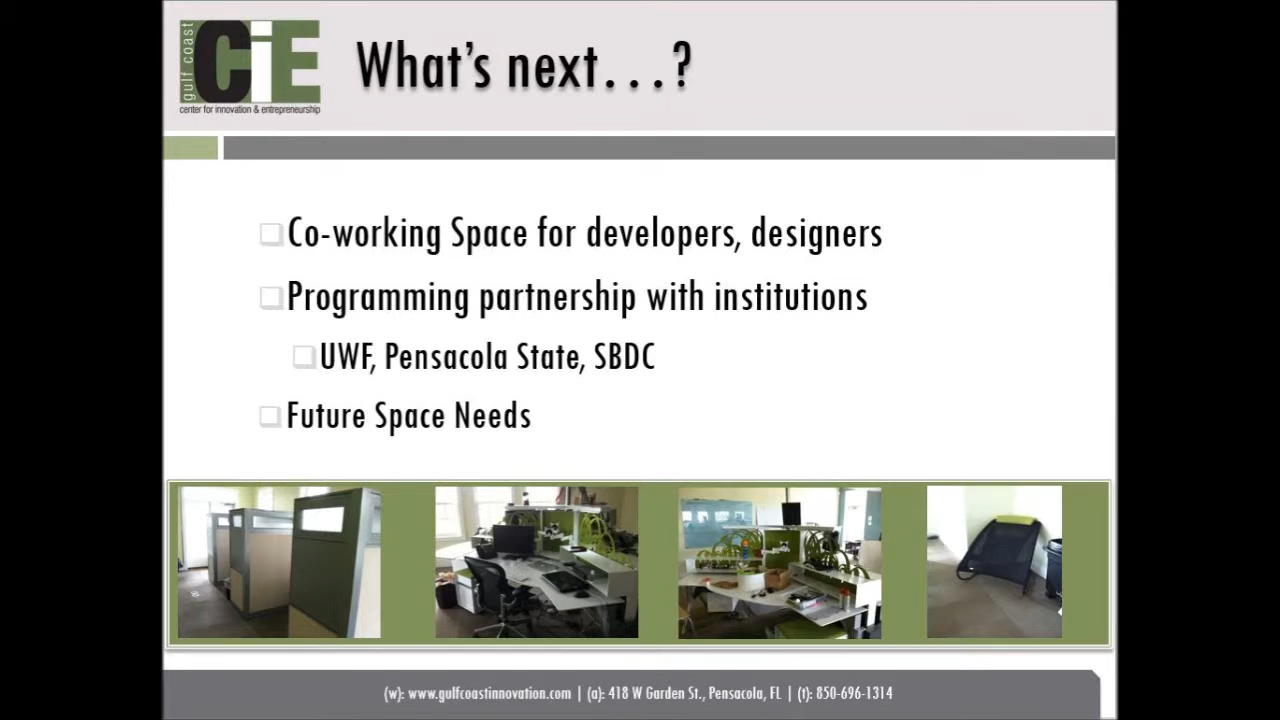 gulf coast
CiE
center for innovation & entrepreneurship
What's next...?
Co-working Space for developers, designers
Programming partnership with institutions
UWF, Pensacola State, SBDC
Future Space Needs
(w): www.gulfcoastinnovation.com | (a): 418 W Garden St., Pensacola, FL | (t): 850-696-1314